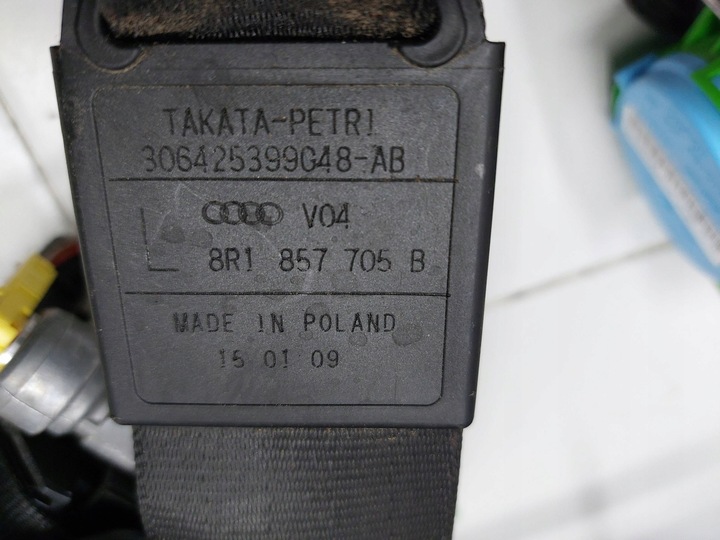 TAKATA-PETRI
306425399G48-AB
V04
L 8R1 857 705 B
MADE IN POLAND
15 01 09